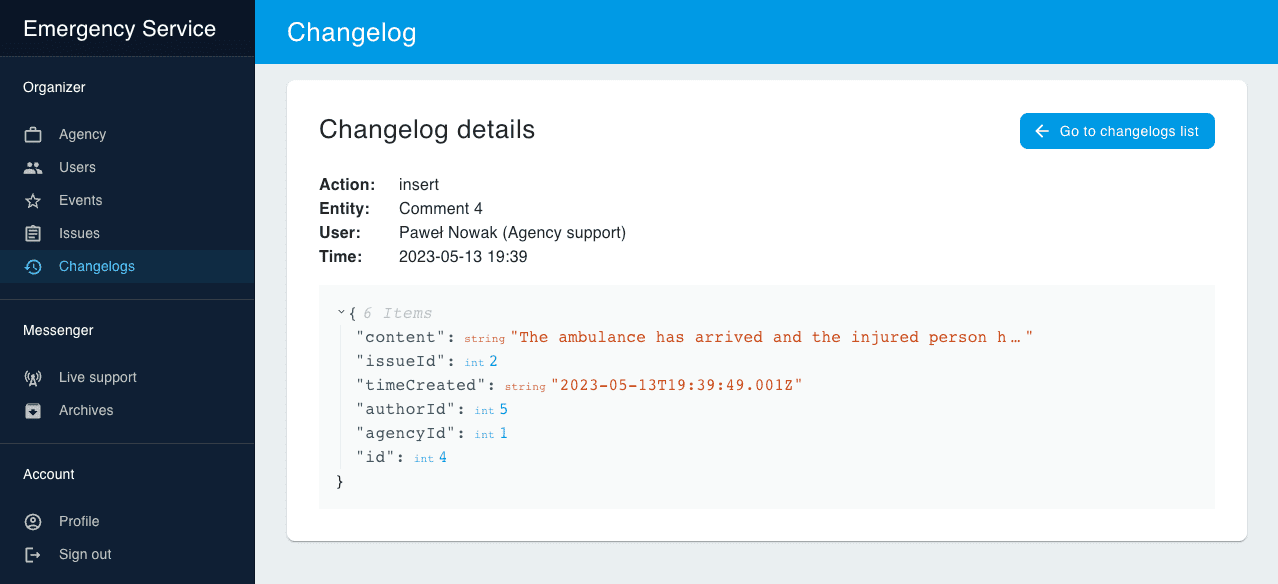 Emergency Service
Organizer
Agency
Users
Events
Issues
Changelogs
Messenger
Live support
Archives
Account
Profile
Sign out
Changelog
Changelog details
Go to changelogs list
Action: insert
Entity: Comment 4
User: Paweł Nowak (Agency support)
Time: 2023-05-13 19:39
{ 6 Items
"content": string "The ambulance has arrived and the injured person h…"
"issueId": int 2
"timeCreated": string "2023-05-13T19:39:49.001Z"
"authorId": int 5
"agencyId": int 1
"id": int 4
}